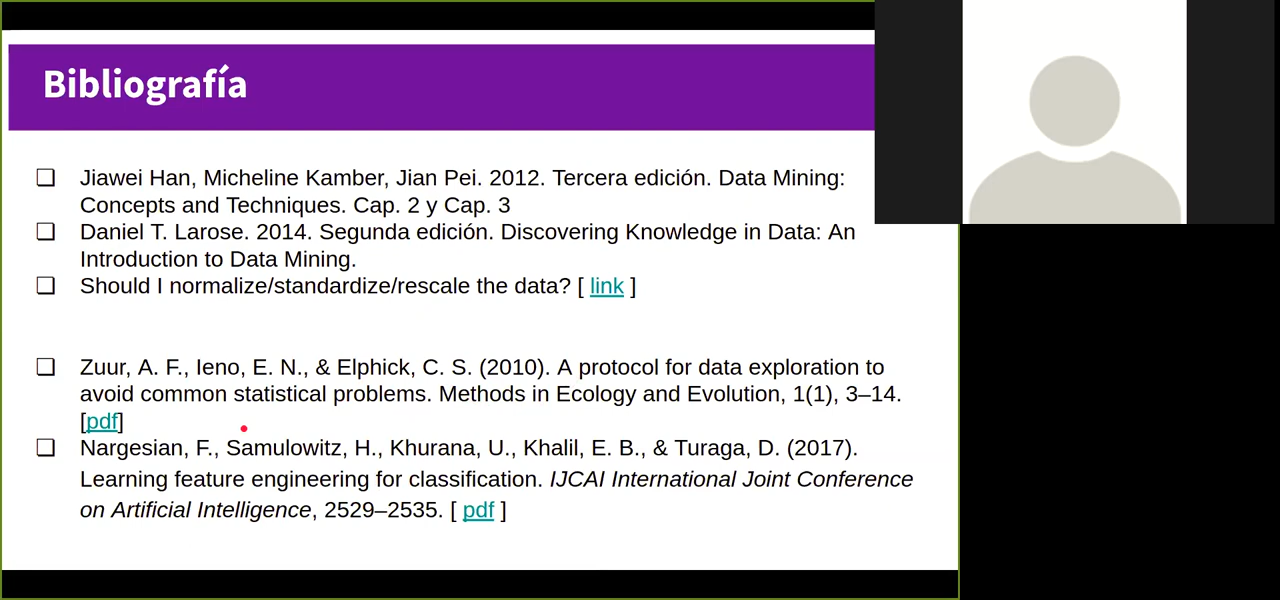 Bibliografía
❏ Jiawei Han, Micheline Kamber, Jian Pei. 2012. Tercera edición. Data Mining:
Concepts and Techniques. Cap. 2 y Cap. 3
❏ Daniel T. Larose. 2014. Segunda edición. Discovering Knowledge in Data: An
Introduction to Data Mining.
❏ Should I normalize/standardize/rescale the data? [ link ]
❏ Zuur, A. F., Ieno, E. N., & Elphick, C. S. (2010). A protocol for data exploration to
avoid common statistical problems. Methods in Ecology and Evolution, 1(1), 3–14.
[pdf]
❏ Nargesian, F., Samulowitz, H., Khurana, U., Khalil, E. B., & Turaga, D. (2017).
Learning feature engineering for classification. IJCAI International Joint Conference
on Artificial Intelligence, 2529–2535. [ pdf ]